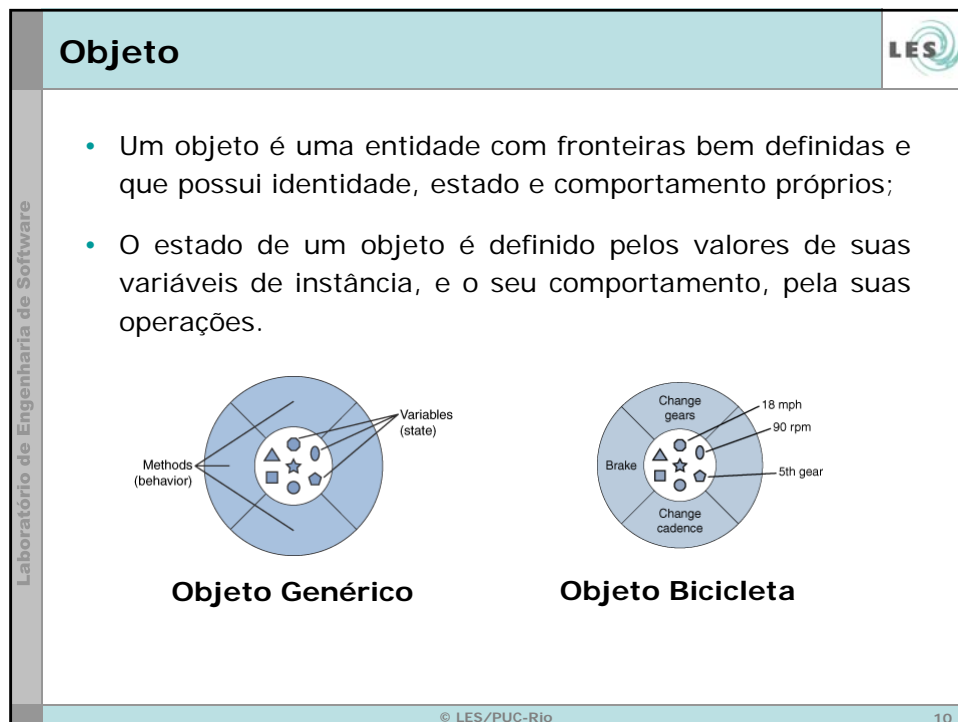 Objeto
LES
Laboratório de Engenharia de Software
• Um objeto é uma entidade com fronteiras bem definidas e
que possui identidade, estado e comportamento próprios;
• O estado de um objeto é definido pelos valores de suas
variáveis de instância, e o seu comportamento, pela suas
operações.
Variables
(state)
Methods
(behavior)
Objeto Genérico
Change
gears
18 mph
90 rpm
Brake
5th gear
Change
cadence
Objeto Bicicleta
© LES/PUC-Rio
10